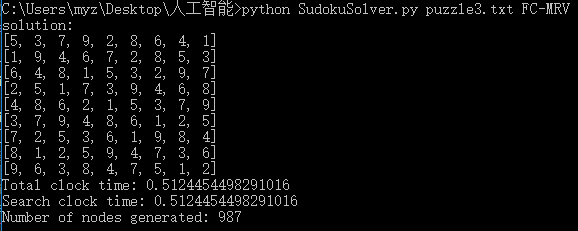 C:\Users\myz\Desktop\人工智能>python SudokuSolver.py puzzle3.txt FC-MRV
solution:
[5, 3, 7, 9, 2, 8, 6, 4, 1]
[1, 9, 4, 6, 7, 2, 8, 5, 3]
[6, 4, 8, 1, 5, 3, 2, 9, 7]
[2, 5, 1, 7, 3, 9, 4, 6, 8]
[4, 8, 6, 2, 1, 5, 3, 7, 9]
[3, 7, 9, 4, 8, 6, 1, 2, 5]
[7, 2, 5, 3, 6, 1, 9, 8, 4]
[8, 1, 2, 5, 9, 4, 7, 3, 6]
[9, 6, 3, 8, 4, 7, 5, 1, 2]
Total clock time: 0.5124454498291016
Search clock time: 0.5124454498291016
Number of nodes generated: 987